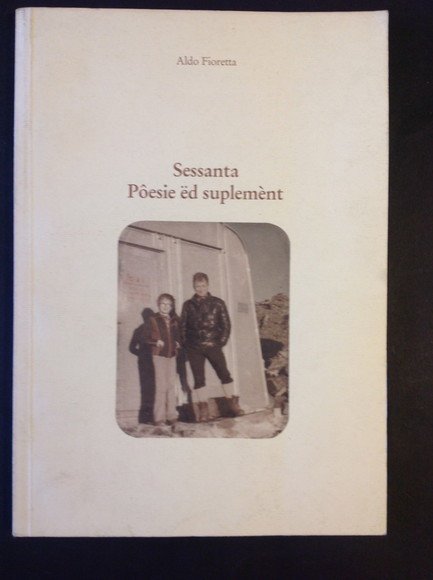 Aldo Fioretta
Sessanta
Pôesie ëd suplemènt